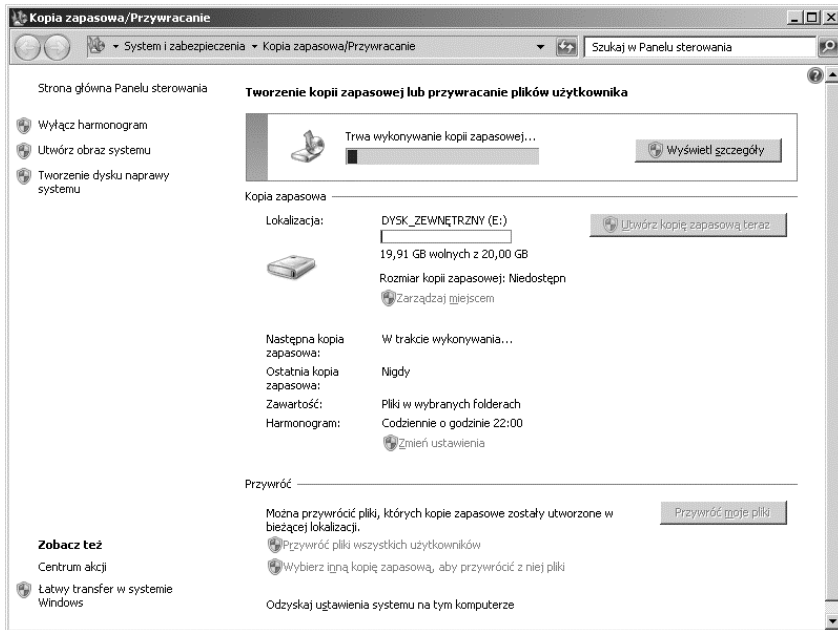 Kopia zapasowa/Przywracanie
System i zabezpieczenia Kopia zapasowa/Przywracanie
Szukaj w Panelu sterowania
Strona główna Panelu sterowania
Wyłącz harmonogram
Utwórz obraz systemu
Tworzenie dysku naprawy
systemu
Tworzenie kopii zapasowej lub przywracanie plików użytkownika
Trwa wykonywanie kopii zapasowej...
Wyświetl szczegóły
Kopia zapasowa
Lokalizacja:
DYSK_ZEWNĘTRZNY (E:)
Utwórz kopię zapasową teraz
19,91 GB wolnych z 20,00 GB
Rozmiar kopii zapasowej: Niedostępn
Zarządzaj miejscem
Następna kopia
zapasowa:
W trakcie wykonywania...
Ostatnia kopia
zapasowa:
Nigdy
Zawartość:
Pliki w wybranych folderach
Harmonogram:
Codziennie o godzinie 22:00
Zmień ustawienia
Przywróć
Można przywrócić pliki, których kopie zapasowe zostały utworzone w
bieżącej lokalizacji.
Przywróć moje pliki
Przywróć pliki wszystkich użytkowników
Wybierz inną kopię zapasową, aby przywrócić z niej pliki
Odzyskaj ustawienia systemu na tym komputerze
Zobacz też
Centrum akcji
Łatwy transfer w systemie
Windows